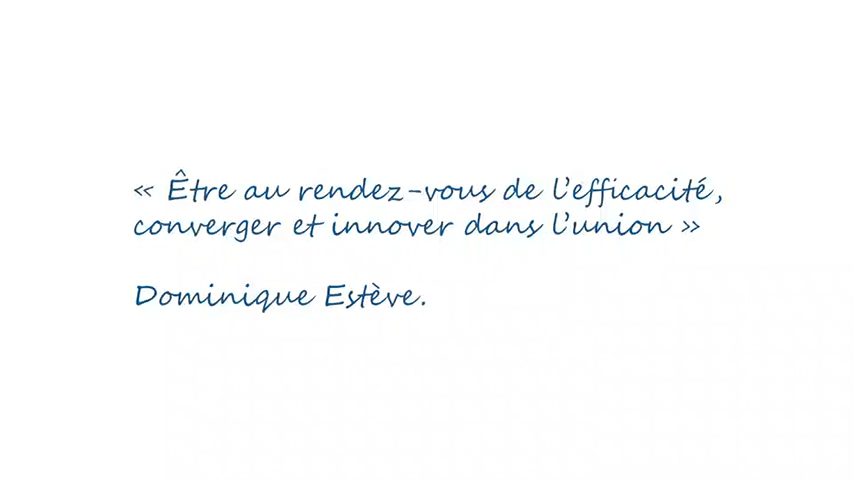 « Être au rendez-vous de l’efficacité,
converger et innover dans l’union »
Dominique Estève.